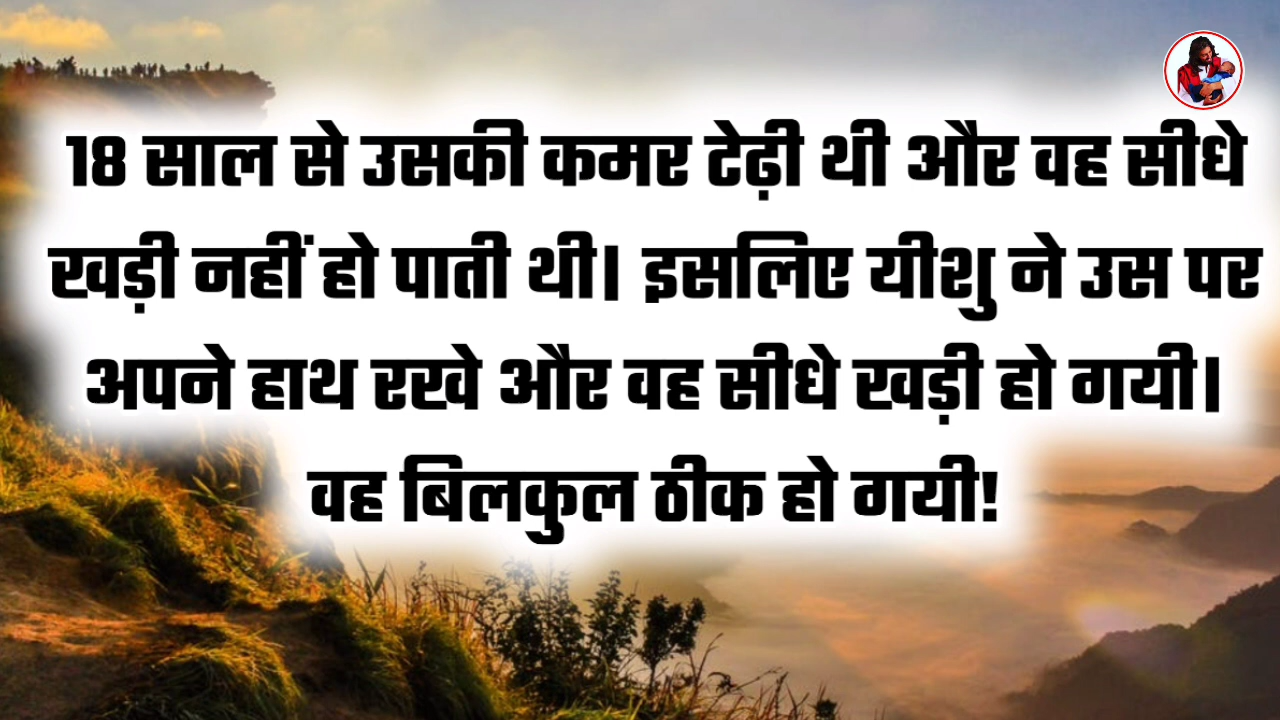 18 साल से उसकी कमर टेढ़ी थी और वह सीधे
खड़ी नहीं हो पाती थी। इसलिए यीशु ने उस पर
अपने हाथ रखे और वह सीधे खड़ी हो गयी।
वह बिलकुल ठीक हो गयी!